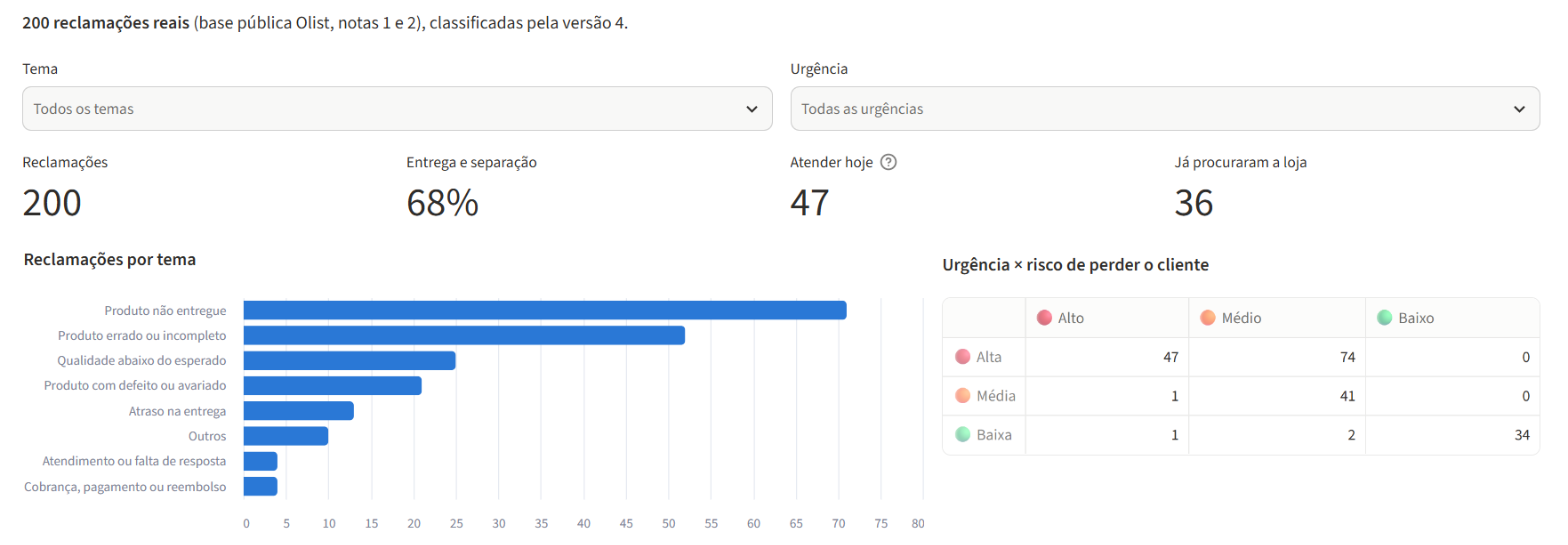 200 reclamações reais (base pública Olist, notas 1 e 2), classificadas pela versão 4.
Tema
Urgência
Todos os temas
Todas as urgências
Reclamações
Entrega e separação
Atender hoje
Já procuraram a loja
200
68%
47
36
Reclamações por tema
Produto não entregue
Produto errado ou incompleto
Qualidade abaixo do esperado
Produto com defeito ou avariado
Atraso na entrega
Outros
Atendimento ou falta de resposta
Cobrança, pagamento ou reembolso
0 5 10 15 20 25 30 35 40 45 50 55 60 65 70 75 80
Urgência × risco de perder o cliente
Alto Médio Baixo
Alta 47 74 0
Média 1 41 0
Baixa 1 2 34